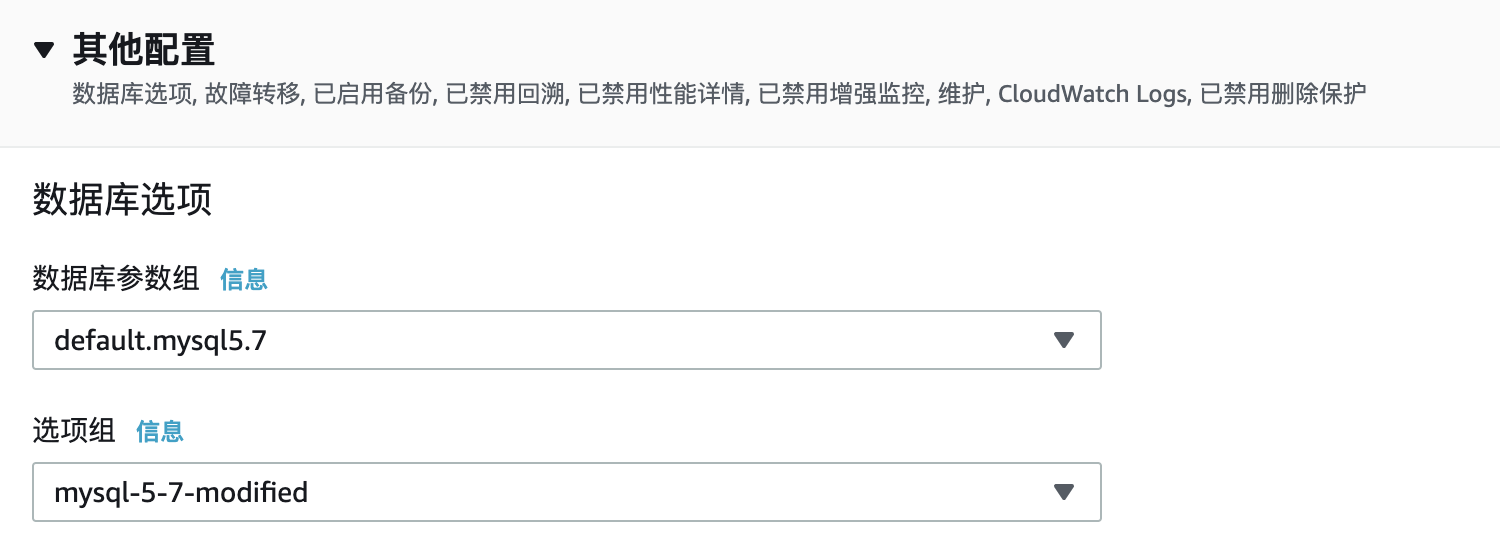 其他配置
数据库选项, 故障转移, 已启用备份, 已禁用回溯, 已禁用性能详情, 已禁用增强监控, 维护, CloudWatch Logs, 已禁用删除保护
数据库选项
数据库参数组 信息
default.mysql5.7
选项组 信息
mysql-5-7-modified